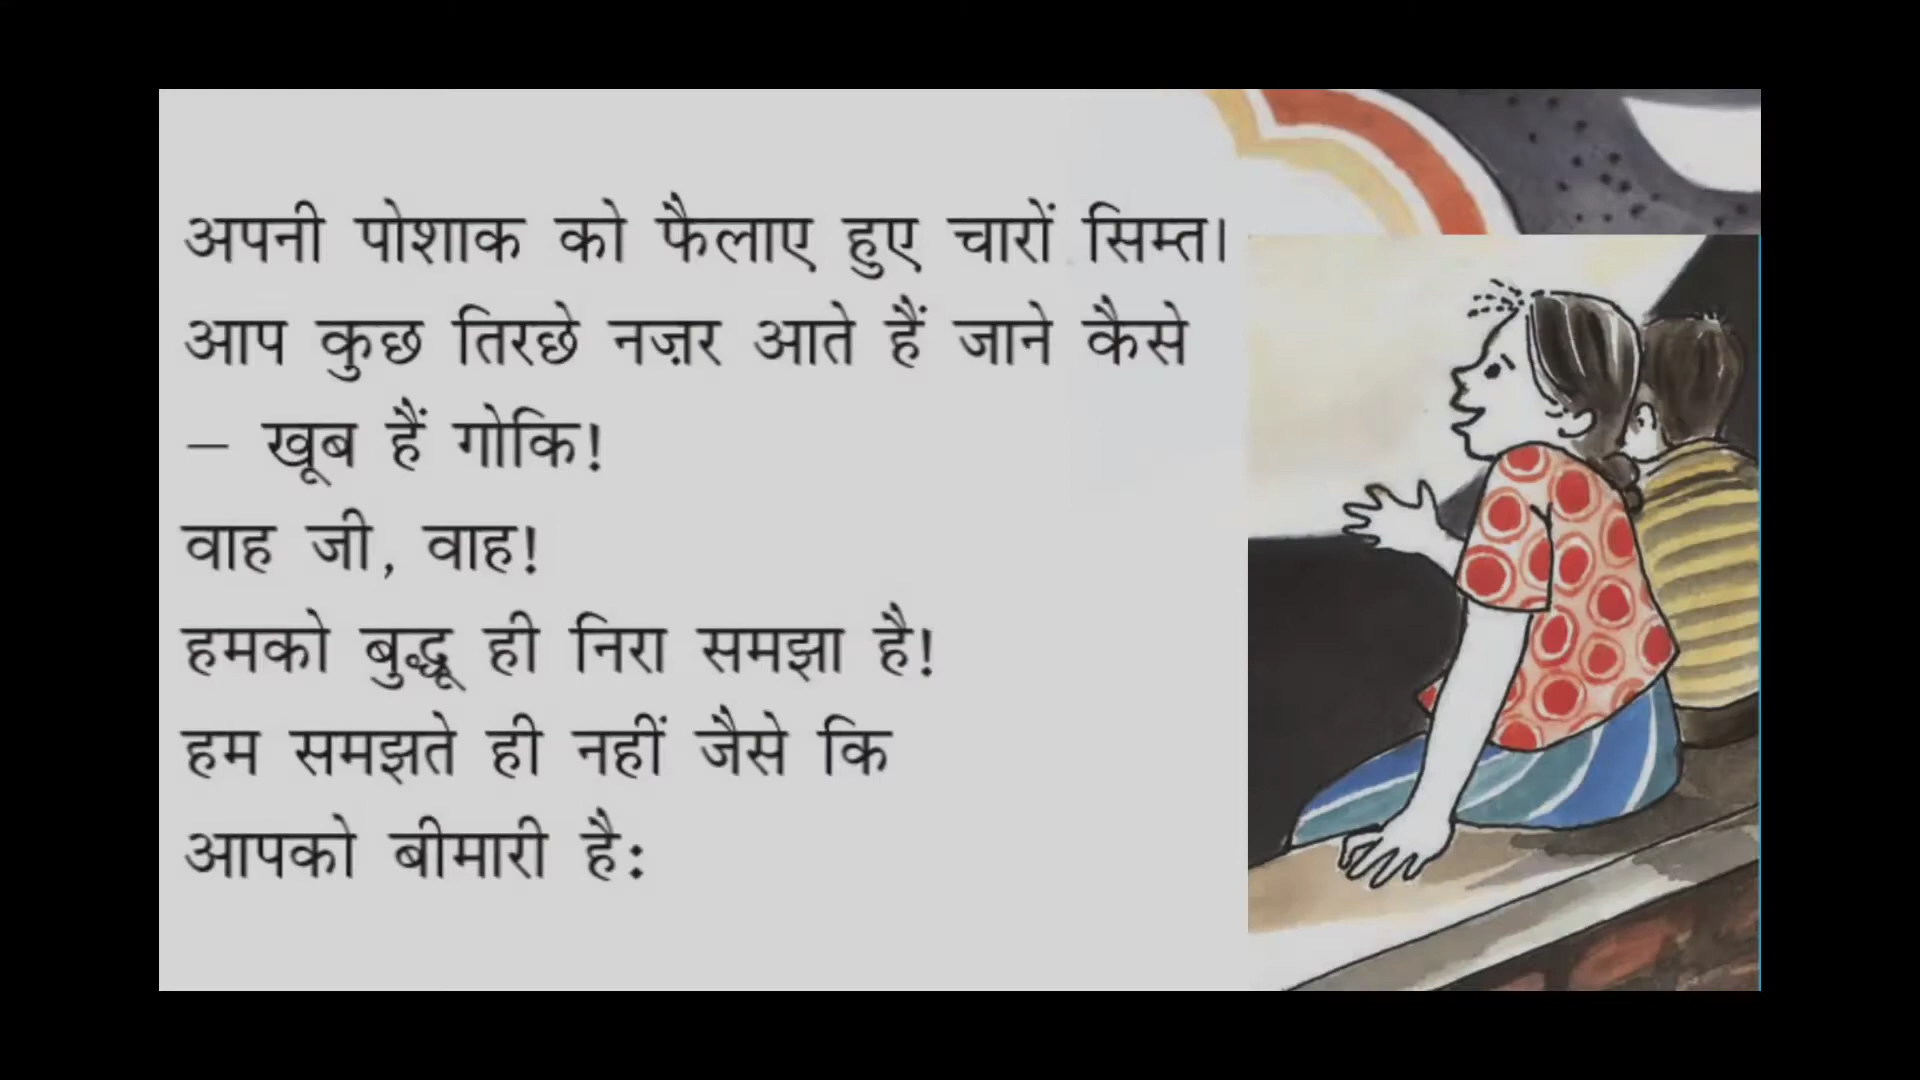 अपनी पोशाक को फैलाए हुए चारों सिम्त।
आप कुछ तिरछे नज़र आते हैं जाने कैसे
– खूब हैं गोकि!
वाह जी, वाह!
हमको बुद्धू ही निरा समझा है!
हम समझते ही नहीं जैसे कि
आपको बीमारी है: